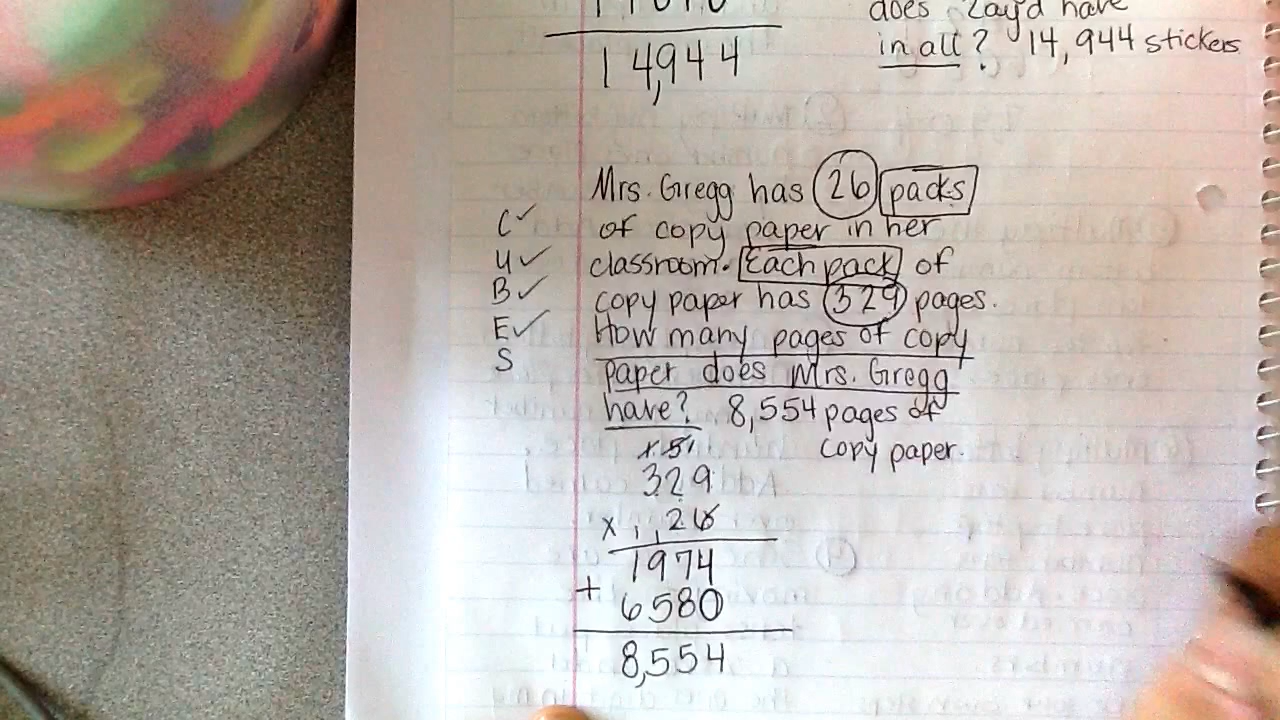 does Zayd have
in all? 14,944 stickers
14,944
Mrs. Gregg has 26 packs
of copy paper in her
classroom. Each pack of
copy paper has 329 pages.
How many pages of copy
paper does Mrs. Gregg
have? 8,554 pages of
copy paper.
C✓
U✓
B✓
E✓
S
329
x 26
1974
+ 6580
8,554